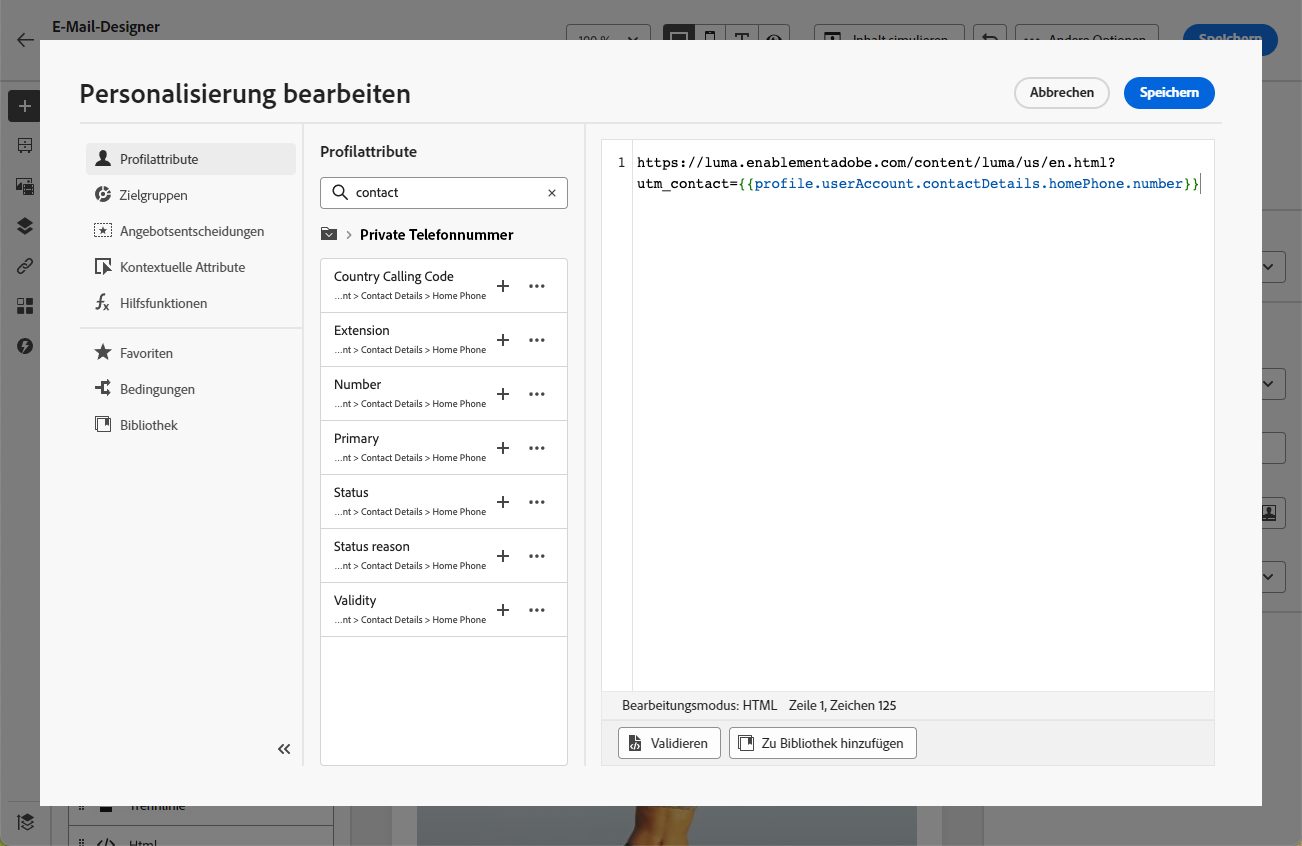 E-Mail-Designer
100 %
Inhalt simulieren
Andere Optionen
Speichern
Personalisierung bearbeiten
Abbrechen
Speichern
Profilattribute
Zielgruppen
Angebotsentscheidungen
Kontextuelle Attribute
Hilfsfunktionen
Favoriten
Bedingungen
Bibliothek
Profilattribute
contact
Private Telefonnummer
Country Calling Code
...nt > Contact Details > Home Phone
Extension
...nt > Contact Details > Home Phone
Number
...nt > Contact Details > Home Phone
Primary
...nt > Contact Details > Home Phone
Status
...nt > Contact Details > Home Phone
Status reason
...nt > Contact Details > Home Phone
Validity
...nt > Contact Details > Home Phone
1 https://luma.enablementadobe.com/content/luma/us/en.html?
utm_contact={{profile.userAccount.contactDetails.homePhone.number}}
Bearbeitungsmodus: HTML Zeile 1, Zeichen 125
Validieren
Zu Bibliothek hinzufügen
Trennlinie
Html